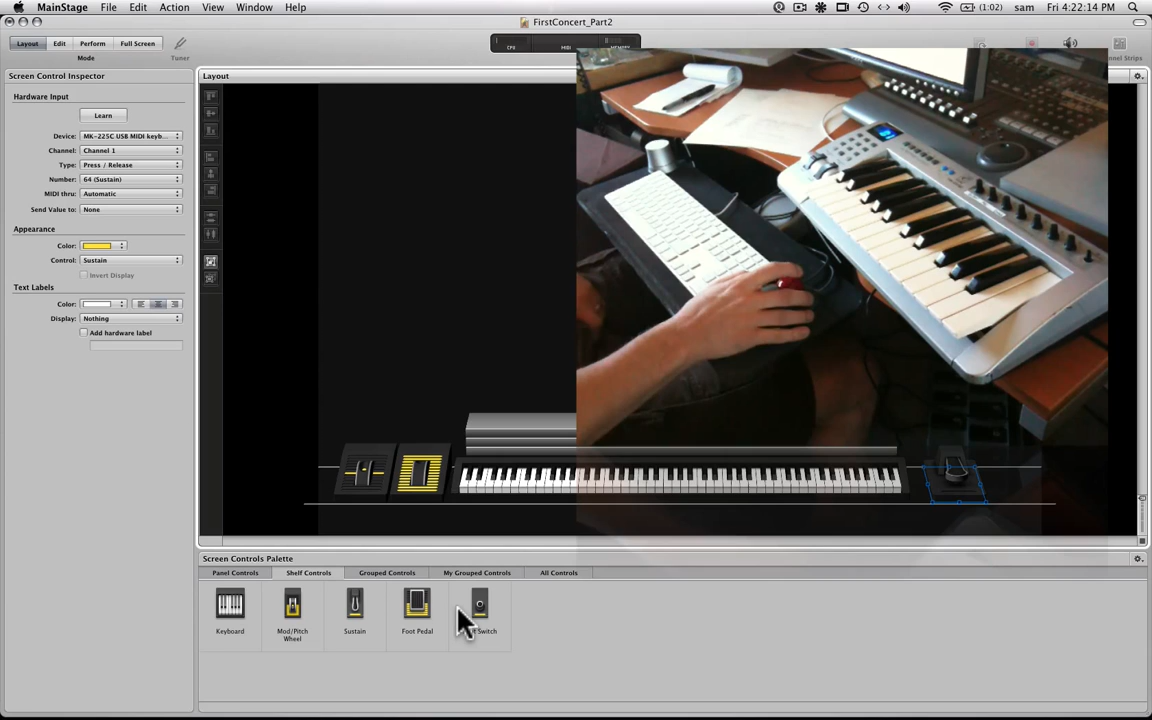 MainStage File Edit Action View Window Help (1:02) sam Fri 4:22:14 PM
FirstConcert_Part2
Layout Edit Perform Full Screen
Mode Tuner
CPU MIDI MEMORY
Screen Control Inspector
Layout
Hardware Input
Learn
Device: MK-225C USB MIDI keyb...
Channel: Channel 1
Type: Press / Release
Number: 64 (Sustain)
MIDI thru: Automatic
Send Value to: None
Appearance
Color:
Control: Sustain
Invert Display
Text Labels
Color:
Display: Nothing
Add hardware label
Screen Controls Palette
Panel Controls Shelf Controls Grouped Controls My Grouped Controls All Controls
Keyboard Mod/Pitch Wheel Sustain Foot Pedal Switch